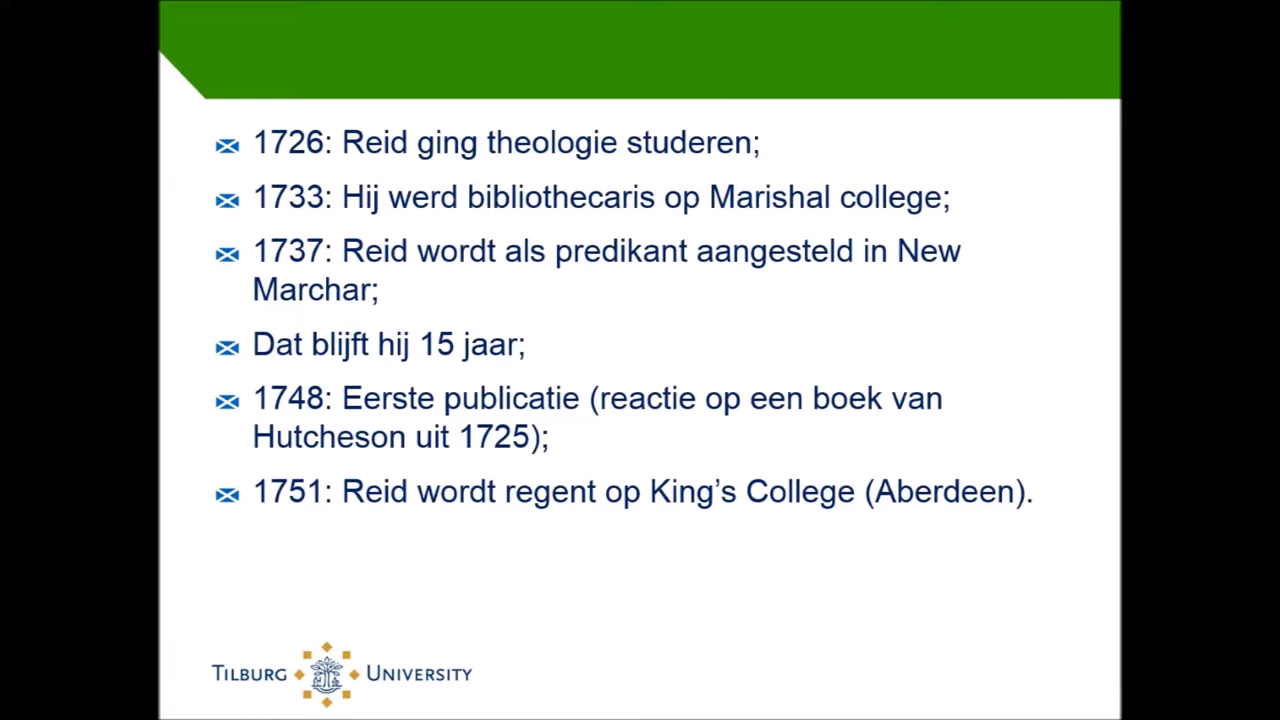 1726: Reid ging theologie studeren;
1733: Hij werd bibliothecaris op Marishal college;
1737: Reid wordt als predikant aangesteld in New
Marchar;
Dat blijft hij 15 jaar;
1748: Eerste publicatie (reactie op een boek van
Hutcheson uit 1725);
1751: Reid wordt regent op King’s College (Aberdeen).
TILBURG UNIVERSITY